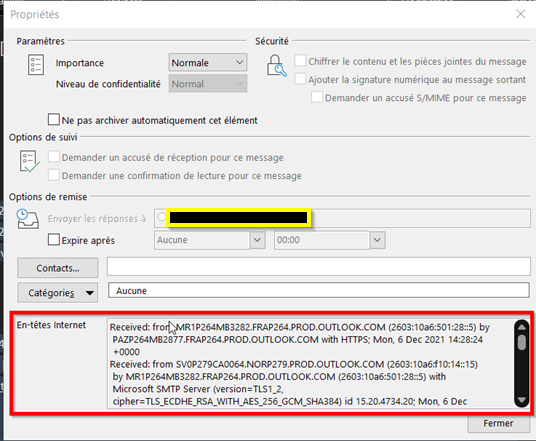 Propriétés
Paramètres
Sécurité
Importance
Normale
Chiffrer le contenu et les pièces jointes du message
Niveau de confidentialité
Normal
Ajouter la signature numérique au message sortant
Demander un accusé S/MIME pour ce message
Ne pas archiver automatiquement cet élément
Options de suivi
Demander un accusé de réception pour ce message
Demander une confirmation de lecture pour ce message
Options de remise
Envoyer les réponses à
Expire après
Aucune
00:00
Contacts...
Catégories
Aucune
En-têtes Internet
Received: from MR1P264MB3282.FRAP264.PROD.OUTLOOK.COM (2603:10a6:501:28::5) by
PAZP264MB2877.FRAP264.PROD.OUTLOOK.COM with HTTPS; Mon, 6 Dec 2021 14:28:24
+0000
Received: from SV0P279CA0064.NORP279.PROD.OUTLOOK.COM (2603:10a6:f10:14::15)
by MR1P264MB3282.FRAP264.PROD.OUTLOOK.COM (2603:10a6:501:28::5) with
Microsoft SMTP Server (version=TLS1_2,
cipher=TLS_ECDHE_RSA_WITH_AES_256_GCM_SHA384) id 15.20.4734.20; Mon, 6 Dec
Fermer